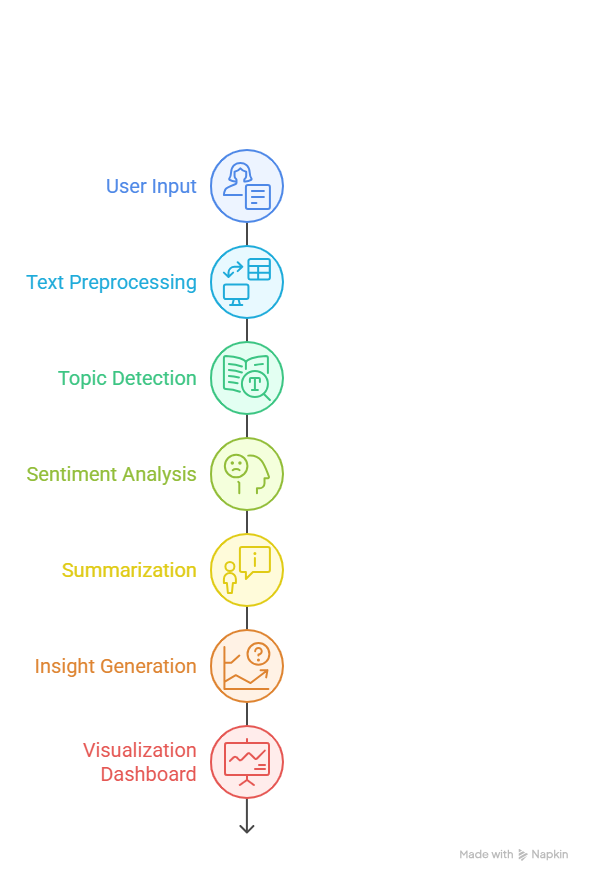 User Input
Text Preprocessing
Topic Detection
T
Sentiment Analysis
Summarization
i
Insight Generation
?
Visualization
Dashboard
Made with Napkin